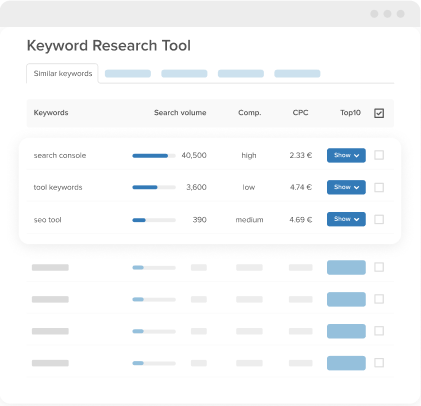 Keyword Research Tool
Similar keywords
Keywords Search volume Comp. CPC Top10
search console 40,500 high 2.33 € Show
tool keywords 3,600 low 4.74 € Show
seo tool 390 medium 4.69 € Show